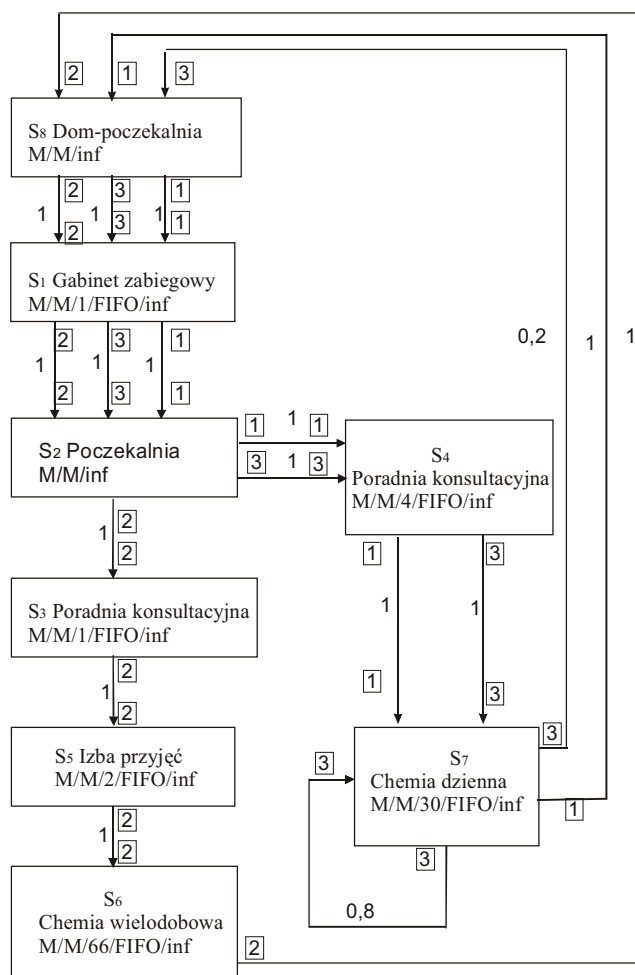 2 1 3
S8 Dom-poczekalnia
M/M/inf
2 3 1
1 1 1
2 3 1
S1 Gabinet zabiegowy
M/M/1/FIFO/inf
2 3 1
1 1 1
2 3 1
0,2 1 1
S2 Poczekalnia
M/M/inf
1 1 1
3 1 3
S4
Poradnia konsultacyjna
M/M/4/FIFO/inf
2
1
2
1 3
1 1
1 3
S3 Poradnia konsultacyjna
M/M/1/FIFO/inf
2
1
2
S5 Izba przyjęć
M/M/2/FIFO/inf
3
S7
Chemia dzienna
M/M/30/FIFO/inf
3
1
3
0,8
2
1
2
S6
Chemia wielodobowa
M/M/66/FIFO/inf
2